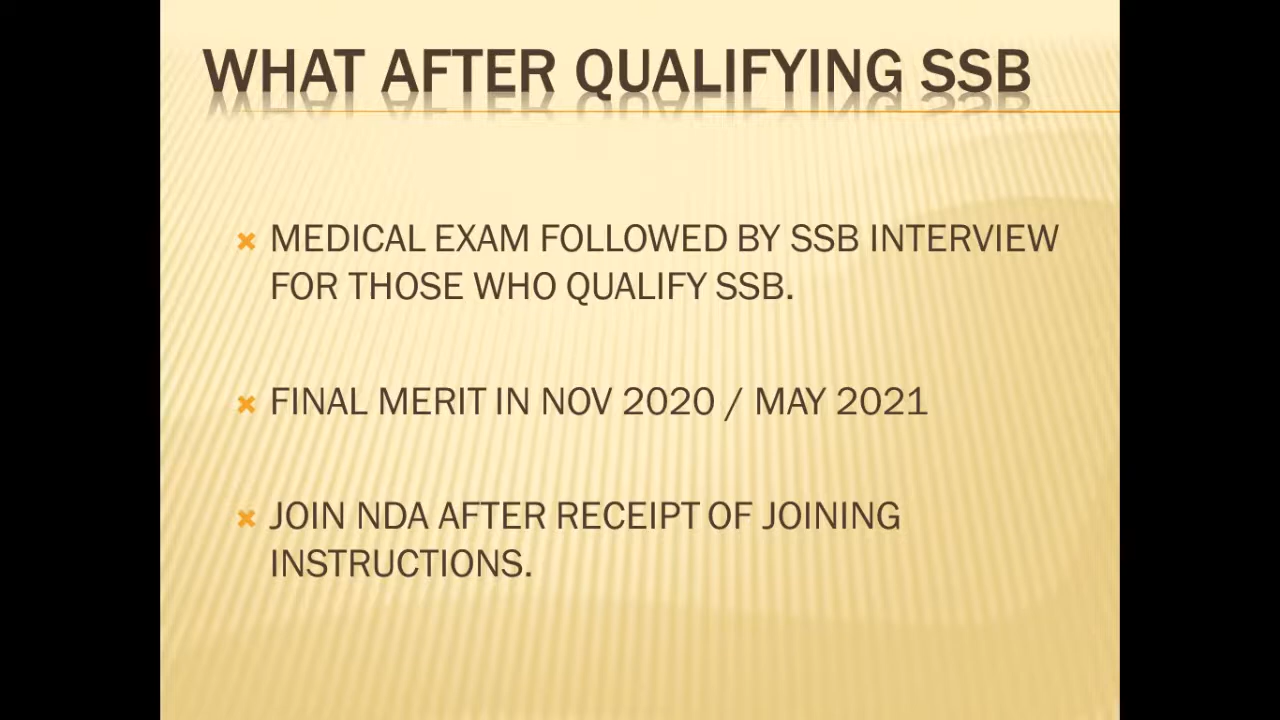 WHAT AFTER QUALIFYING SSB
MEDICAL EXAM FOLLOWED BY SSB INTERVIEW
FOR THOSE WHO QUALIFY SSB.
FINAL MERIT IN NOV 2020 / MAY 2021
JOIN NDA AFTER RECEIPT OF JOINING
INSTRUCTIONS.